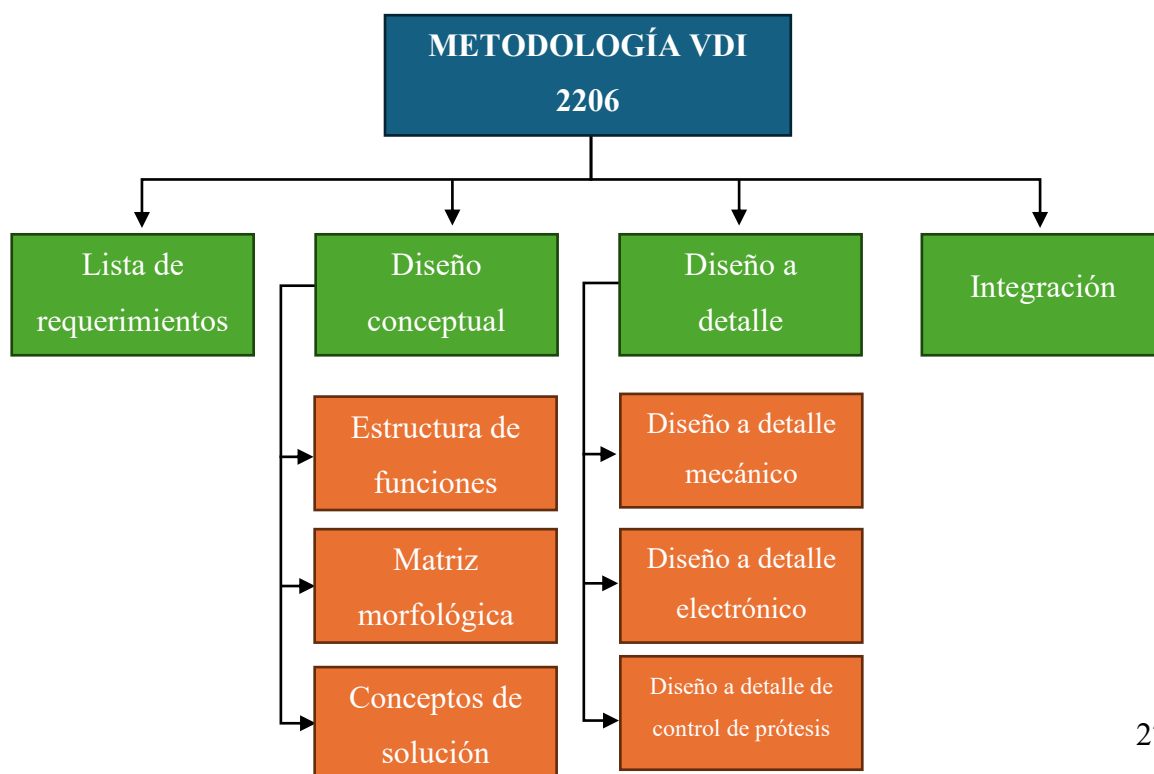 METODOLOGÍA VDI
2206
Lista de
requerimientos
Diseño
conceptual
Diseño a
detalle
Integración
Estructura de
funciones
Matriz
morfológica
Conceptos de
solución
Diseño a detalle
mecánico
Diseño a detalle
electrónico
Diseño a detalle de
control de prótesis